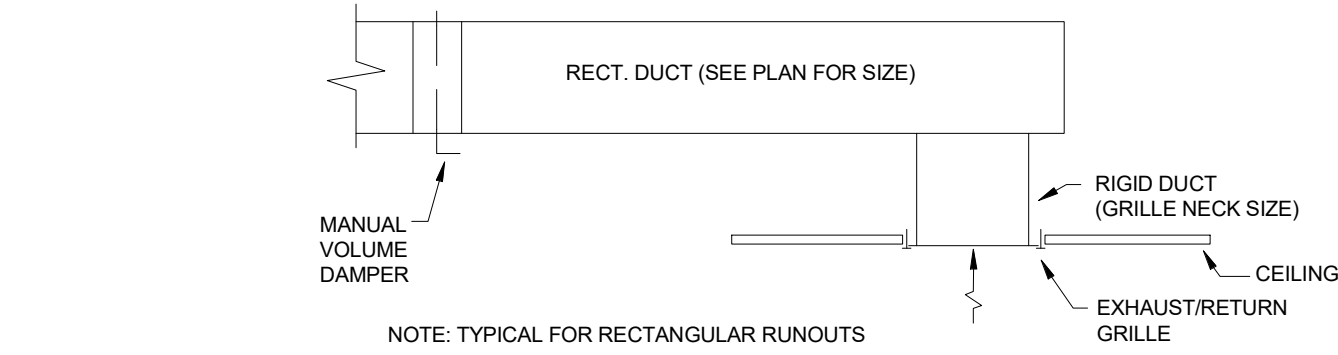 RECT. DUCT (SEE PLAN FOR SIZE)
RIGID DUCT
(GRILLE NECK SIZE)
MANUAL
VOLUME
DAMPER
CEILING
EXHAUST/RETURN
GRILLE
NOTE: TYPICAL FOR RECTANGULAR RUNOUTS